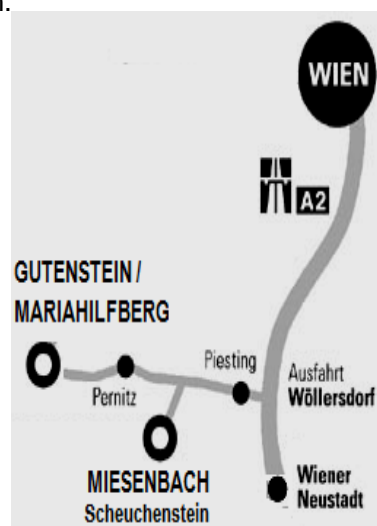 WIEN
A2
GUTENSTEIN /
MARIAHILFBERG
Piesting
Pernitz
Ausfahrt
Wöllersdorf
MIESENBACH
Scheuchenstein
Wiener
Neustadt